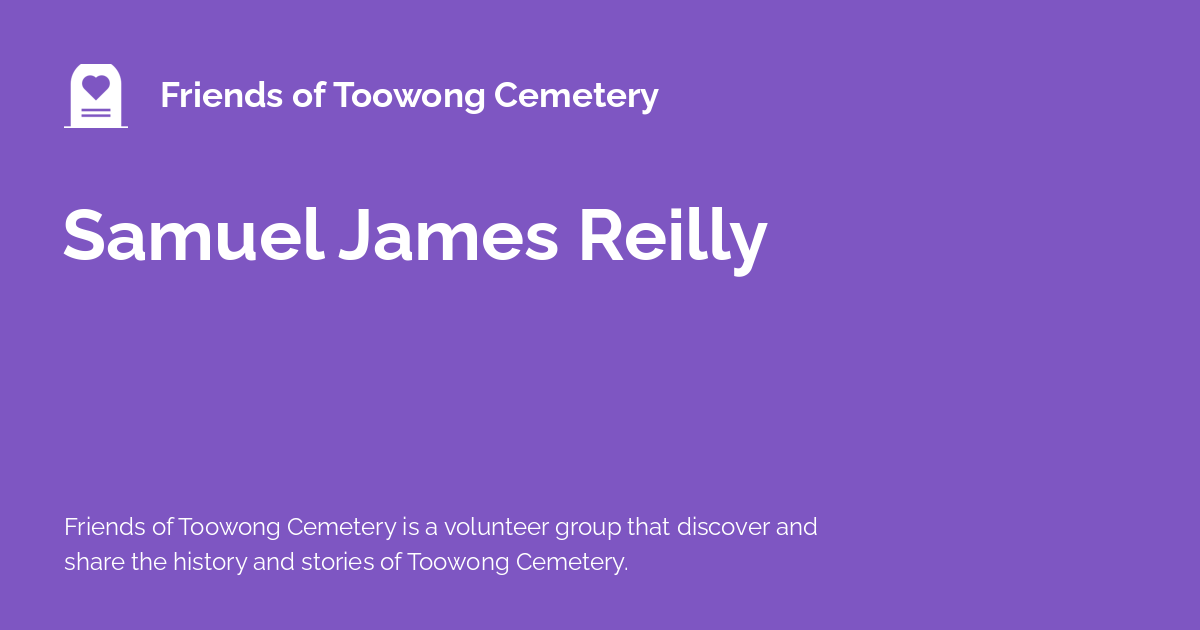 Friends of Toowong Cemetery
Samuel James Reilly
Friends of Toowong Cemetery is a volunteer group that discover and
share the history and stories of Toowong Cemetery.